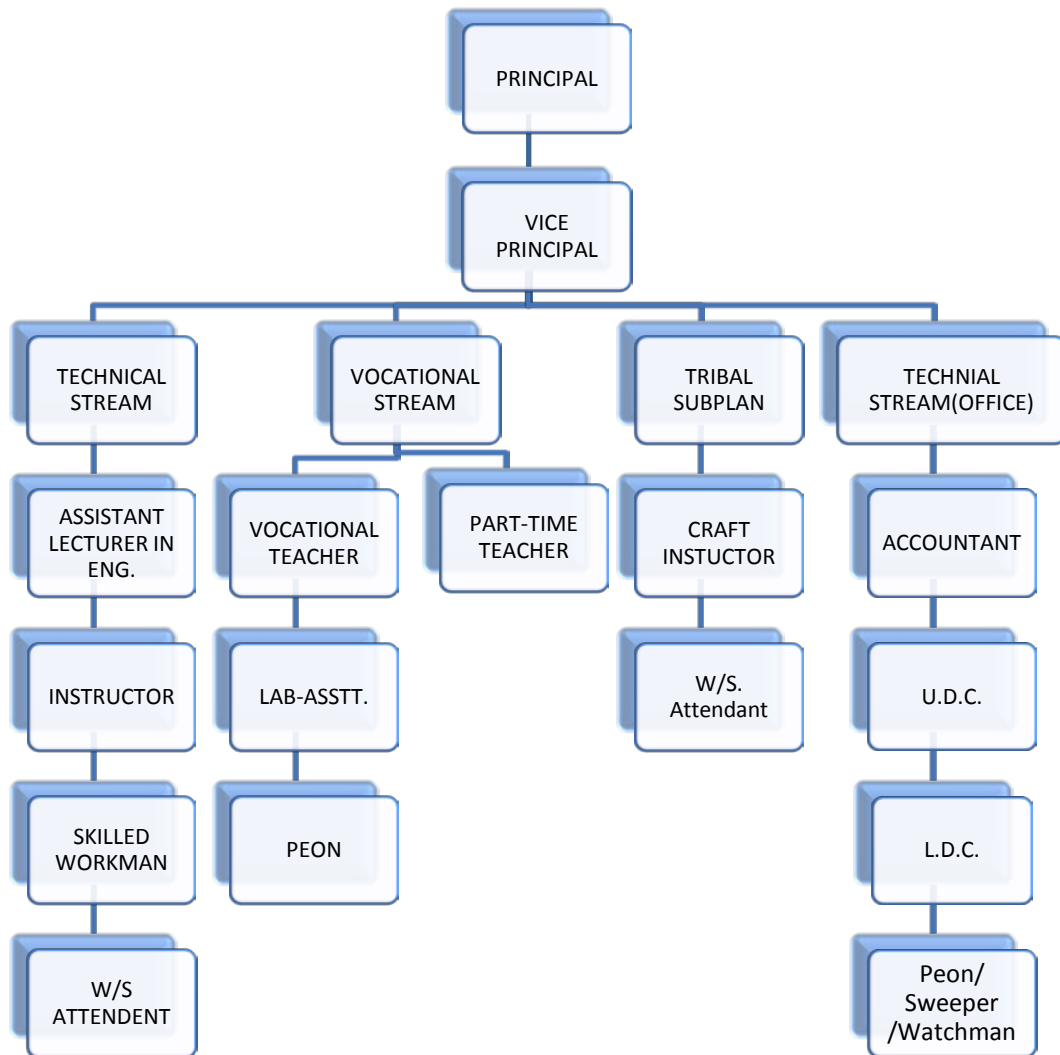 PRINCIPAL
VICE
PRINCIPAL
TECHNICAL
STREAM
VOCATIONAL
STREAM
TRIBAL
SUBPLAN
TECHNIAL
STREAM(OFFICE)
ASSISTANT
LECTURER IN
ENG.
VOCATIONAL
TEACHER
PART-TIME
TEACHER
CRAFT
INSTUCTOR
ACCOUNTANT
INSTRUCTOR
LAB-ASSTT.
W/S.
Attendant
U.D.C.
SKILLED
WORKMAN
PEON
L.D.C.
W/S
ATTENDENT
Peon/
Sweeper
/Watchman